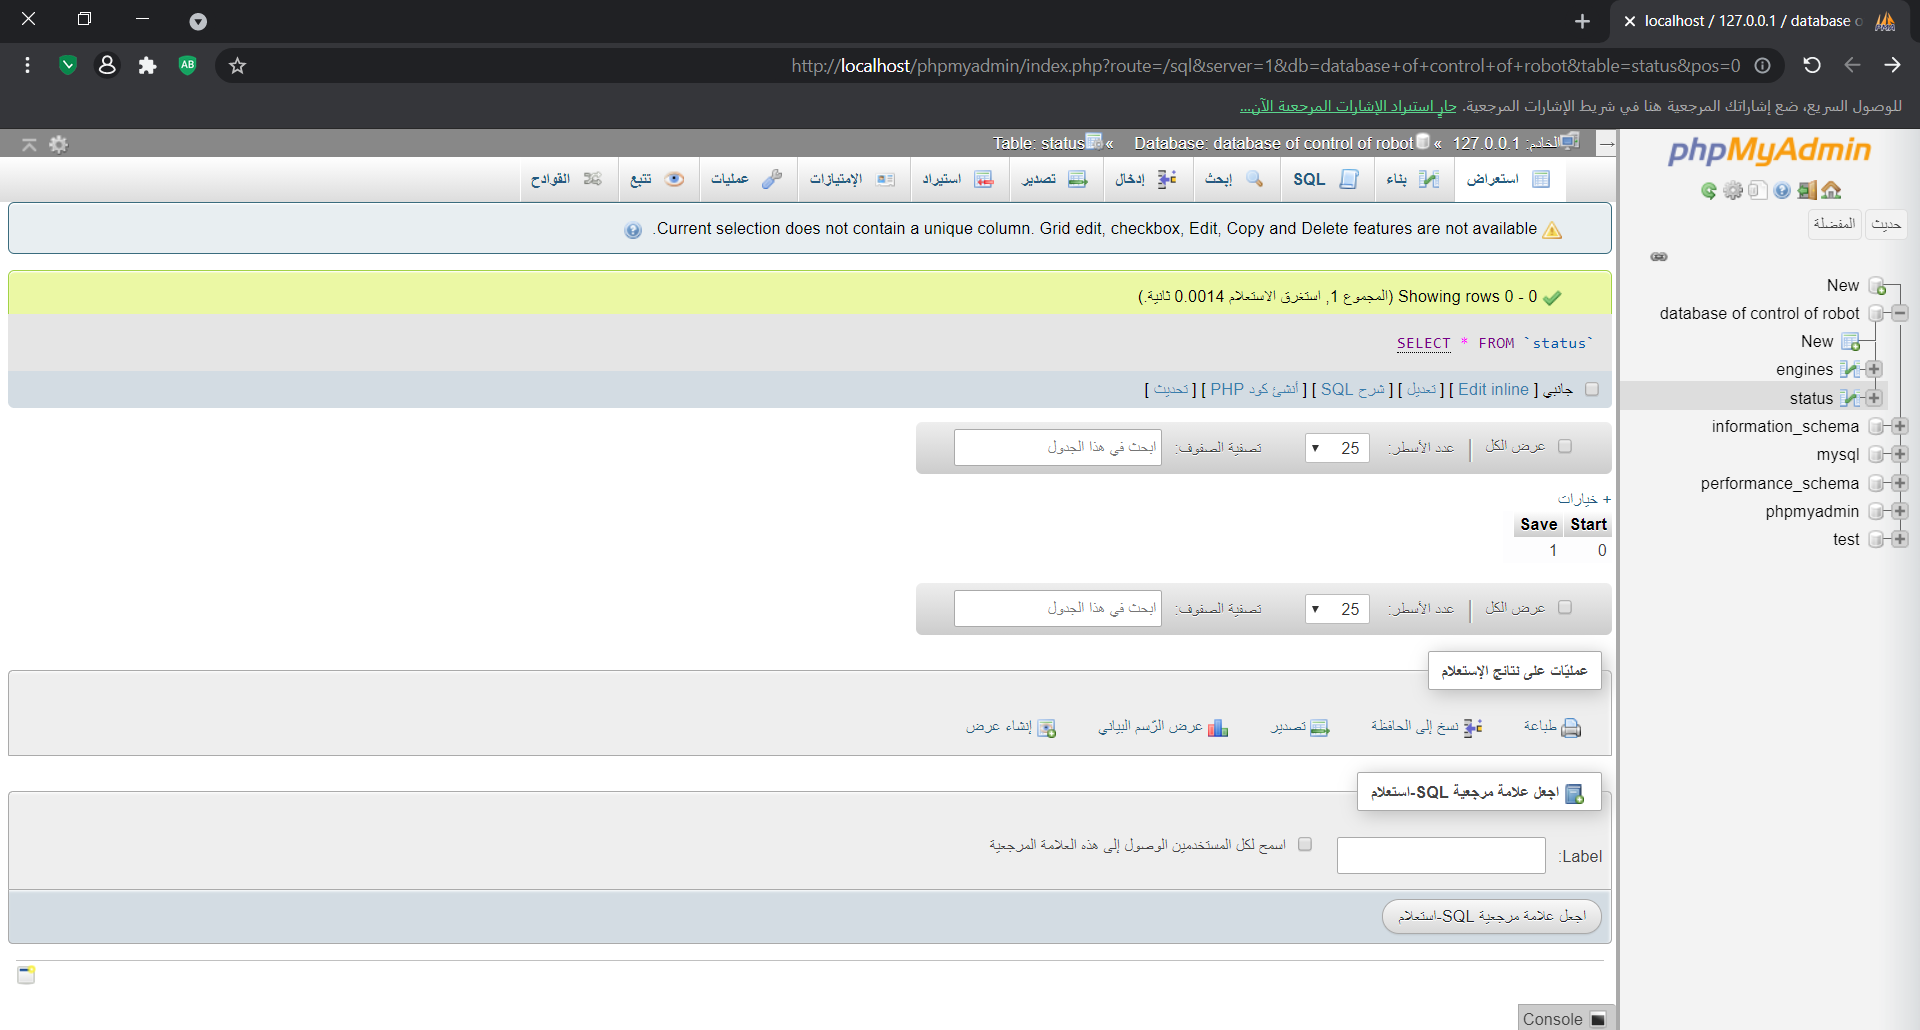 localhost / 127.0.0.1 / database o
http://localhost/phpmyadmin/index.php?route=/sql&server=1&db=database+of+control+of+robot&table=status&pos=0
للوصول السريع، ضع إشاراتك المرجعية هنا في شريط الإشارات المرجعية. حارٍ استيراد الإشارات المرجعية الآن...
phpMyAdmin
حديث المفضلة
New
database of control of robot
New
engines
status
information_schema
mysql
performance_schema
phpmyadmin
test
الخادم: 127.0.0.1 « Database: database of control of robot « Table: status
استعراض بناء SQL إبحث إدخال تصدير استيراد الإمتيازات عمليات تتبع القوادح
Current selection does not contain a unique column. Grid edit, checkbox, Edit, Copy and Delete features are not available.
Showing rows 0 - 0 (المجموع 1, استغرق الاستعلام 0.0014 ثانية.)
SELECT * FROM `status`
جانبي [ Edit inline ] [ تعديل ] [ شرح SQL ] [ أنشئ كود PHP ] [ تحديث ]
عرض الكل | عدد الأسطر: 25 تصفية الصفوف: ابحث في هذا الجدول
+ خيارات
Start Save
0 1
عرض الكل | عدد الأسطر: 25 تصفية الصفوف: ابحث في هذا الجدول
عمليّات على نتائج الإستعلام
طباعة نسخ إلى الحافظة تصدير عرض الرّسم البياني إنشاء عرض
اجعل علامة مرجعية SQL-استعلام
Label: اسمح لكل المستخدمين الوصول إلى هذه العلامة المرجعية
اجعل علامة مرجعية SQL-استعلام
Console